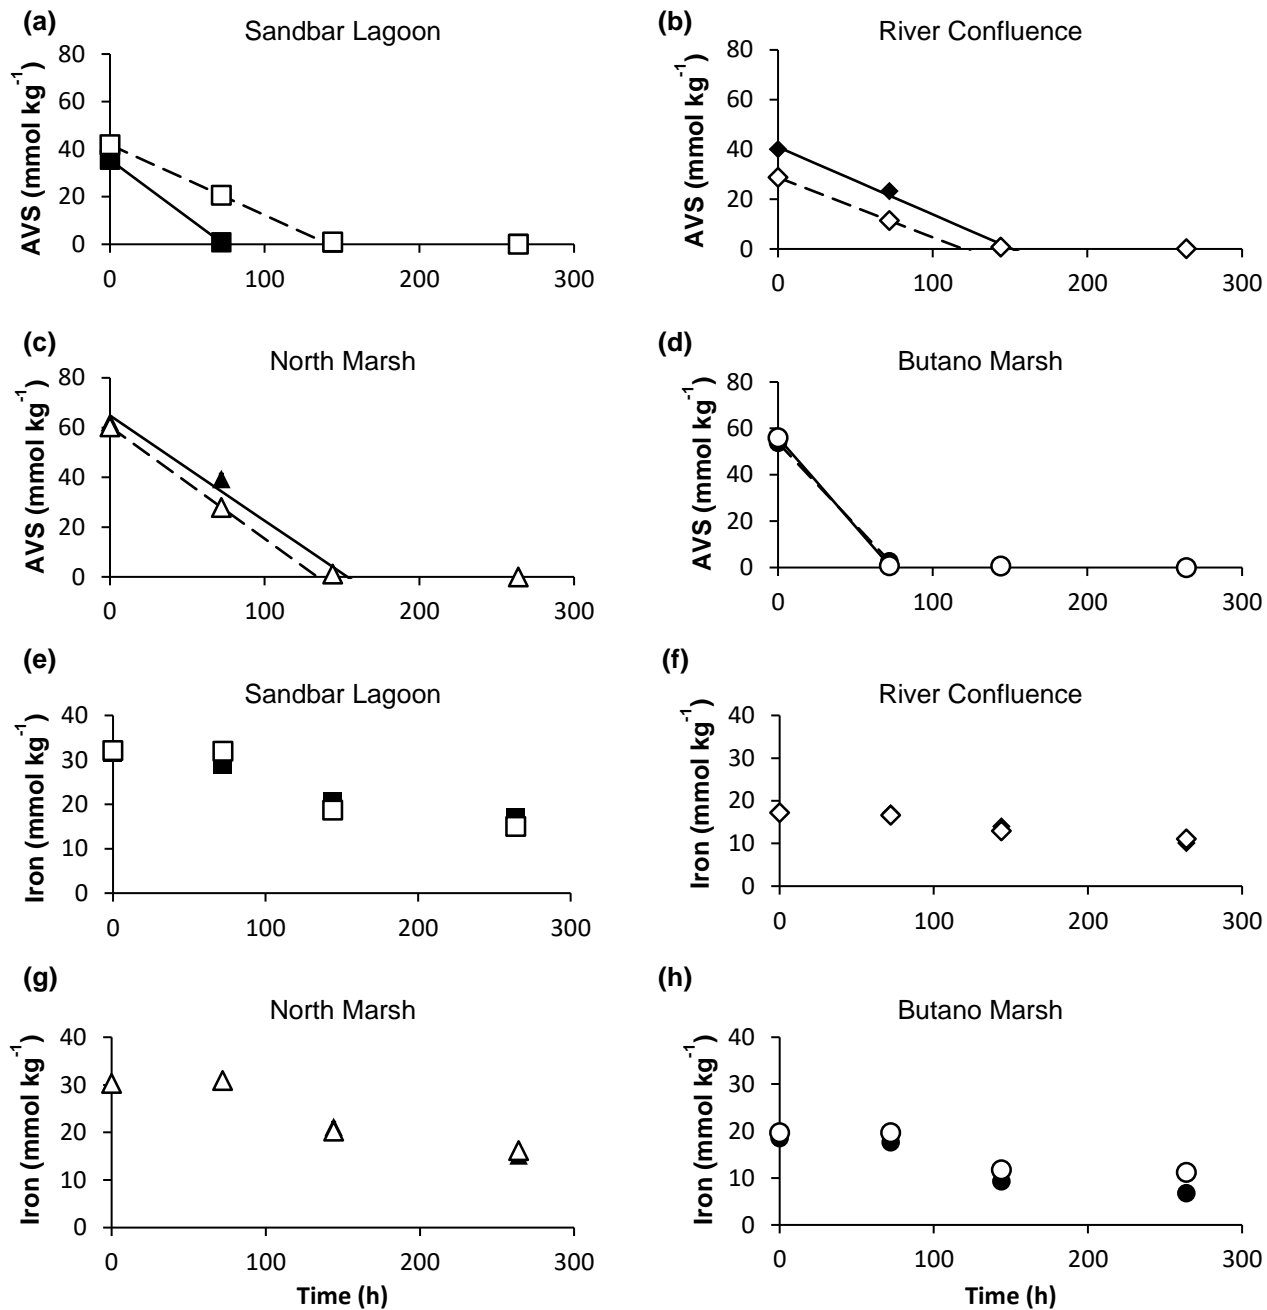 (a)
Sandbar Lagoon
AVS (mmol kg⁻¹)
80
60
40
20
0
0 100 200 300
(b)
River Confluence
AVS (mmol kg⁻¹)
80
60
40
20
0
0 100 200 300
(c)
North Marsh
AVS (mmol kg⁻¹)
80
60
40
20
0
0 100 200 300
(d)
Butano Marsh
AVS (mmol kg⁻¹)
80
60
40
20
0
0 100 200 300
(e)
Sandbar Lagoon
Iron (mmol kg⁻¹)
40
30
20
10
0
0 100 200 300
(f)
River Confluence
Iron (mmol kg⁻¹)
40
30
20
10
0
0 100 200 300
(g)
North Marsh
Iron (mmol kg⁻¹)
40
30
20
10
0
0 100 200 300
Time (h)
(h)
Butano Marsh
Iron (mmol kg⁻¹)
40
30
20
10
0
0 100 200 300
Time (h)